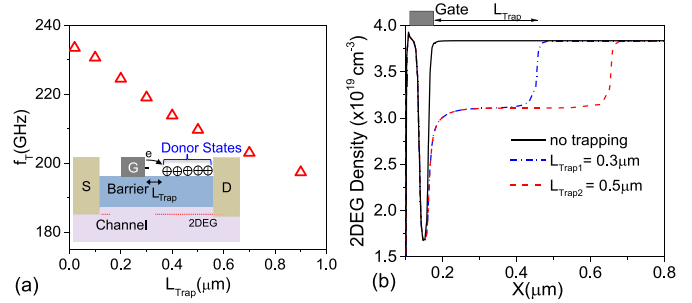 240
220
200
180
f_T(GHz)
0.0 0.2 0.4 0.6 0.8 1.0
L_Trap(μm)
(a)
e
Donor States
G
S
D
Barrier
L_Trap
Channel
2DEG
Gate
L_Trap
4.0
3.5
3.0
2.5
2.0
1.5
2DEG Density (x10^19 cm^-3)
no trapping
L_Trap1 = 0.3μm
L_Trap2 = 0.5μm
0.2 0.4 0.6 0.8
X(μm)
(b)